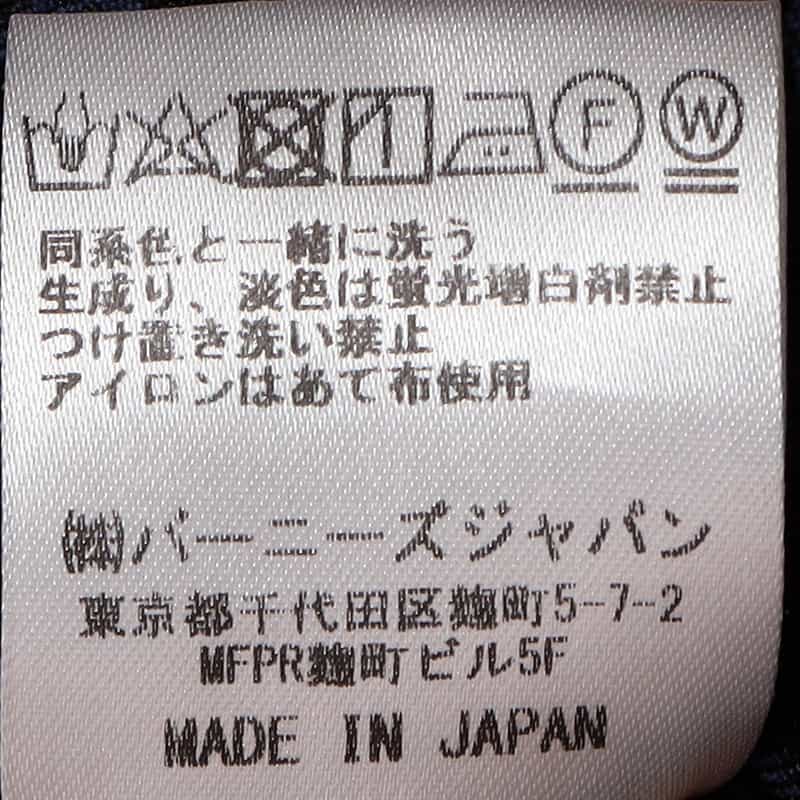 F W
同系色と一緒に洗う
生成り、淡色は蛍光増白剤禁止
つけ置き洗い禁止
アイロンはあて布使用
㈱バーニーズジャパン
東京都千代田区麹町5-7-2
MFPR麹町ビル5F
MADE IN JAPAN